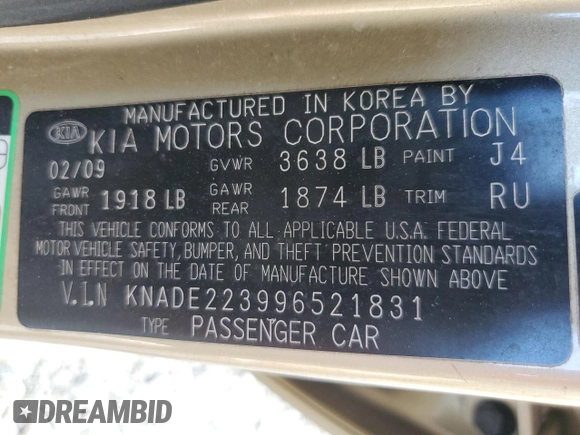 MANUFACTURED IN KOREA BY
KIA KIA MOTORS CORPORATION
02/09 GVWR 3638 LB PAINT J4
GAWR FRONT 1918 LB GAWR REAR 1874 LB TRIM RU
THIS VEHICLE CONFORMS TO ALL APPLICABLE U.S.A. FEDERAL
MOTOR VEHICLE SAFETY, BUMPER, AND THEFT PREVENTION STANDARDS
IN EFFECT ON THE DATE OF MANUFACTURE SHOWN ABOVE
V.I.N KNADE223996521831
TYPE PASSENGER CAR
DREAMBID